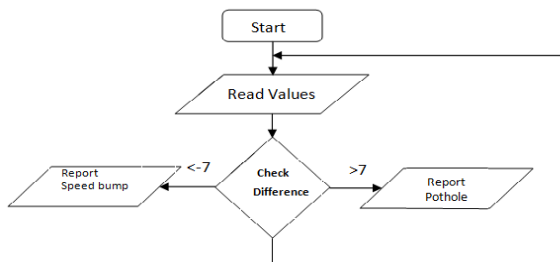 Start
Read Values
<-7
>7
Report
Speed bump
Check
Difference
Report
Pothole